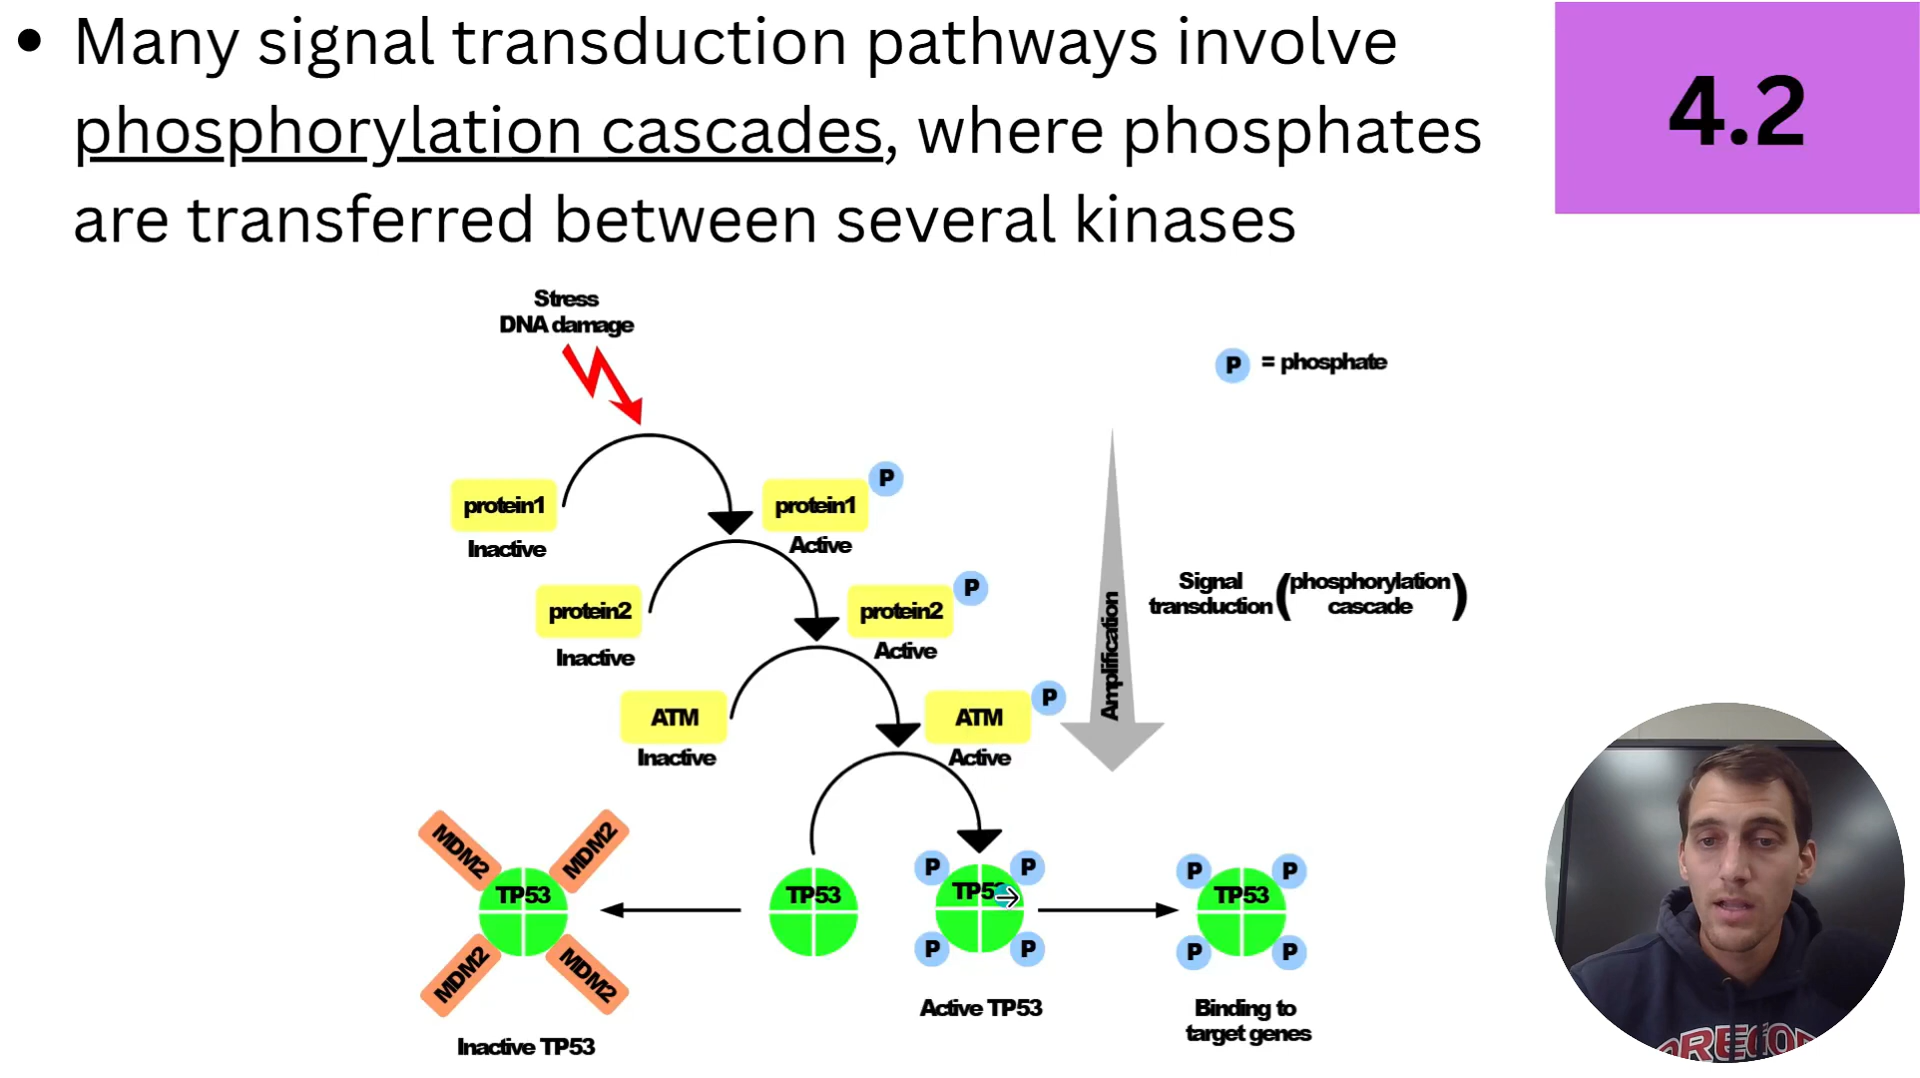 • Many signal transduction pathways involve
phosphorylation cascades, where phosphates
are transferred between several kinases
4.2
Stress
DNA damage
P = phosphate
protein1
Inactive
protein1
P
Active
protein2
Inactive
protein2
P
Active
ATM
Inactive
ATM
P
Active
Amplification
Signal
transduction
(phosphorylation
cascade)
MDM2
MDM2
TP53
MDM2
MDM2
Inactive TP53
TP53
P
P
TP53
P
P
Active TP53
P
P
TP53
P
P
Binding to
target genes
OREGON